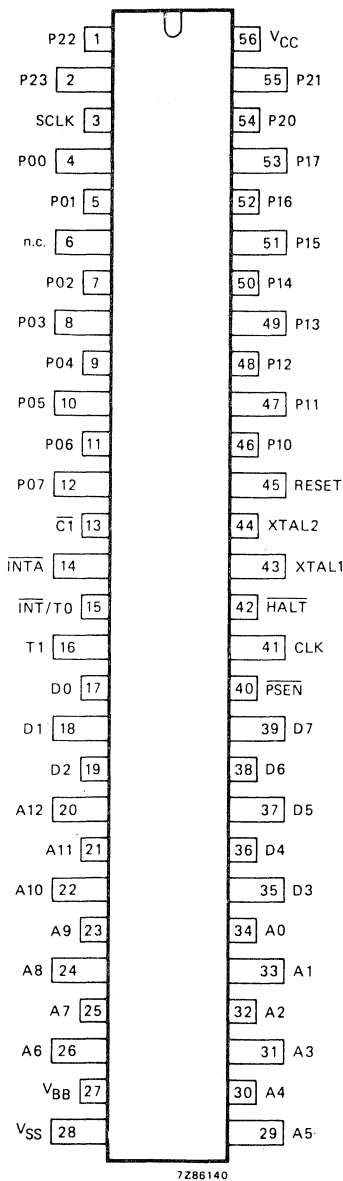 P22 1 56 VCC
P23 2 55 P21
SCLK 3 54 P20
P00 4 53 P17
P01 5 52 P16
n.c. 6 51 P15
P02 7 50 P14
P03 8 49 P13
P04 9 48 P12
P05 10 47 P11
P06 11 46 P10
P07 12 45 RESET
C̅1̅ 13 44 XTAL2
I̅N̅T̅A̅ 14 43 XTAL1
I̅N̅T̅/T0 15 42 H̅A̅L̅T̅
T1 16 41 CLK
D0 17 40 P̅S̅E̅N̅
D1 18 39 D7
D2 19 38 D6
A12 20 37 D5
A11 21 36 D4
A10 22 35 D3
A9 23 34 A0
A8 24 33 A1
A7 25 32 A2
A6 26 31 A3
VBB 27 30 A4
VSS 28 29 A5
7Z86140